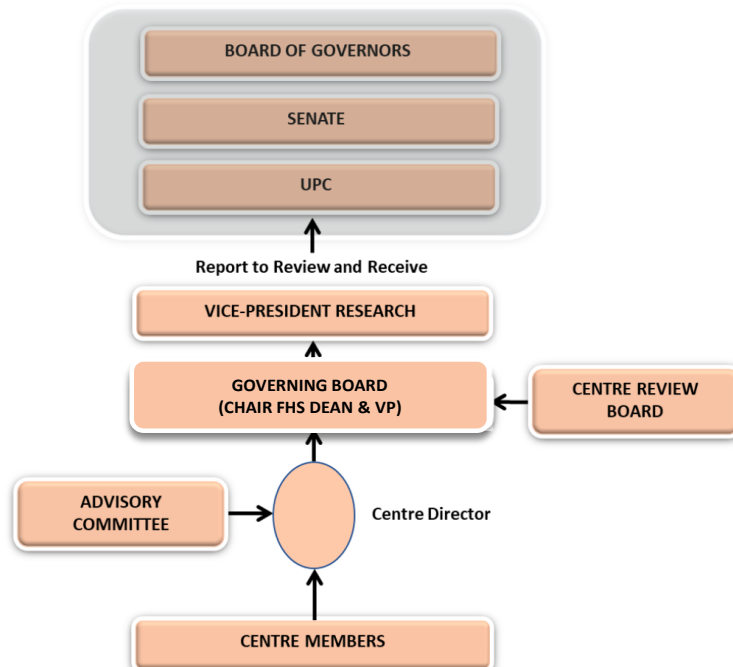 BOARD OF GOVERNORS
SENATE
UPC
Report to Review and Receive
VICE-PRESIDENT RESEARCH
GOVERNING BOARD
(CHAIR FHS DEAN & VP)
CENTRE REVIEW
BOARD
ADVISORY
COMMITTEE
Centre Director
CENTRE MEMBERS